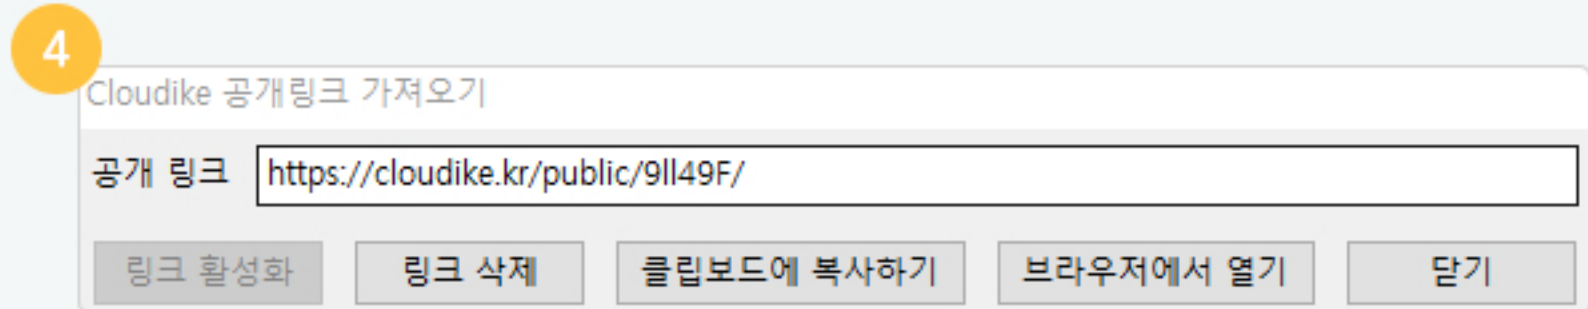 4
Cloudike 공개링크 가져오기
공개 링크 https://cloudike.kr/public/9ll49F/
링크 활성화 링크 삭제 클립보드에 복사하기 브라우저에서 열기 닫기